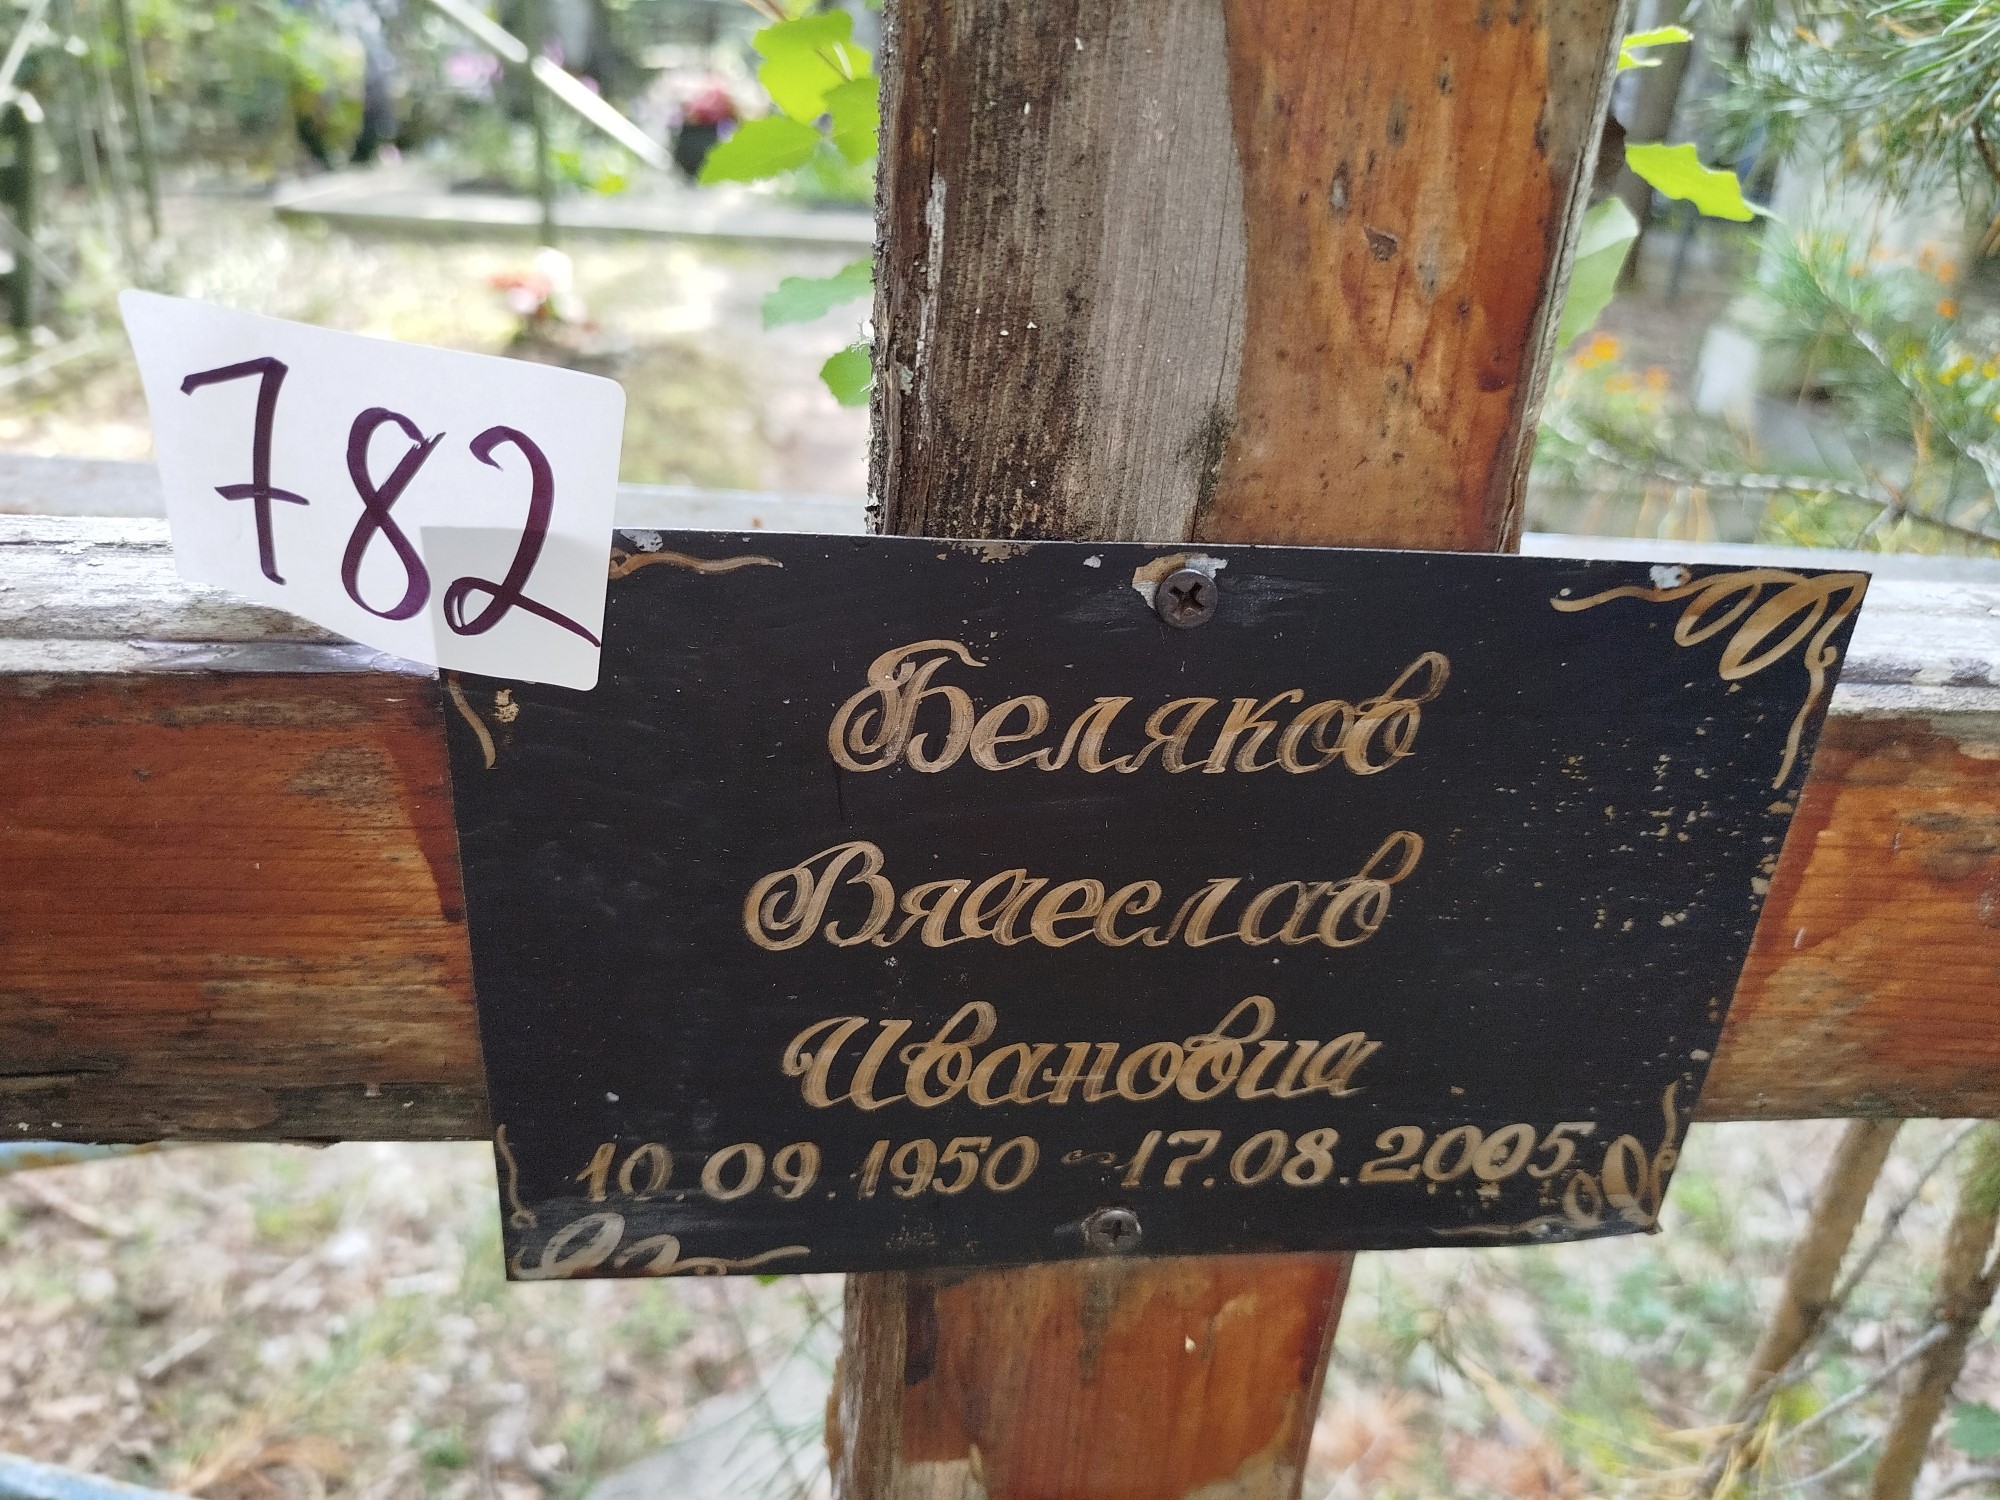 782
Беляков
Вячеслав
Иванович
10.09.1950 ~ 17.08.2005